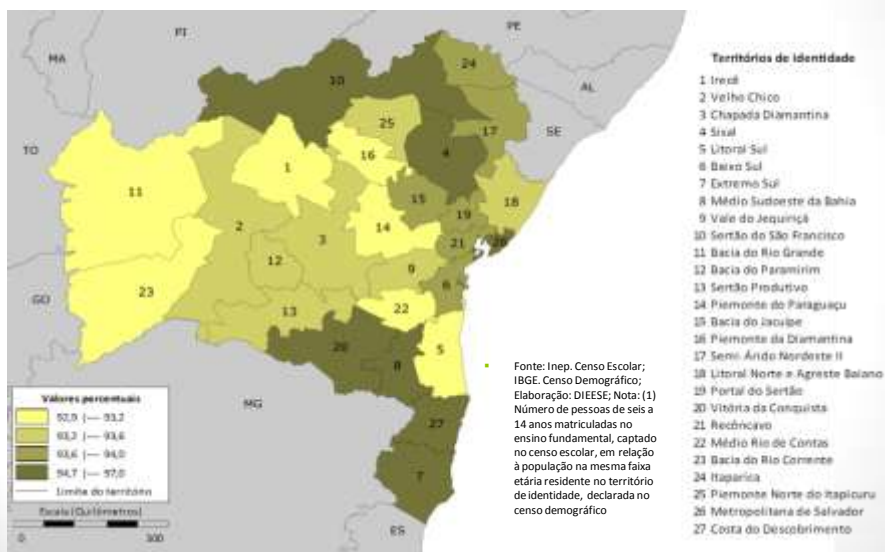 MA
PI
PE
AL
SE
TO
GO
MG
ES
10
24
25
17
4
16
1
11
15
18
2
3
14
19
21
26
12
9
6
23
13
22
5
20
8
27
7
Valores percentuais
92,9 |---- 93,2
93,2 |---- 93,6
93,6 |---- 94,0
94,7 |---- 97,0
Limite do território
Escala (Quilômetros)
0 300
Fonte: Inep. Censo Escolar;
IBGE. Censo Demográfico;
Elaboração: DIEESE; Nota: (1)
Número de pessoas de seis a
14 anos matriculadas no
ensino fundamental, captado
no censo escolar, em relação
à população na mesma faixa
etária residente no território
de identidade, declarada no
censo demográfico
Territórios de identidade
1 Irecê
2 Velho Chico
3 Chapada Diamantina
4 Sisal
5 Litoral Sul
6 Baixo Sul
7 Extremo Sul
8 Médio Sudoeste da Bahia
9 Vale do Jequiriçá
10 Sertão do São Francisco
11 Bacia do Rio Grande
12 Bacia do Paramirim
13 Sertão Produtivo
14 Piemonte do Paraguaçu
15 Bacia do Jacuípe
16 Piemonte da Diamantina
17 Semi-Árido Nordeste II
18 Litoral Norte e Agreste Baiano
19 Portal do Sertão
20 Vitória da Conquista
21 Recôncavo
22 Médio Rio de Contas
23 Bacia do Rio Corrente
24 Itaparica
25 Piemonte Norte do Itapicuru
26 Metropolitana de Salvador
27 Costa do Descobrimento